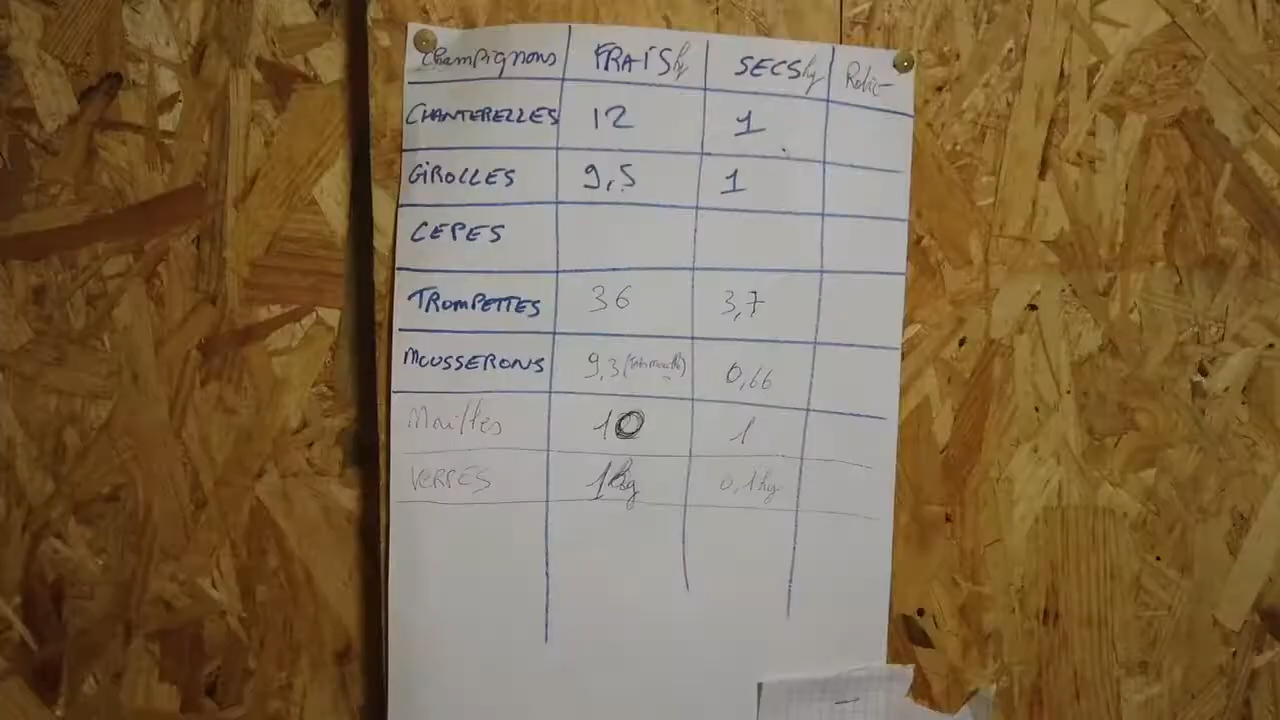 Champignons FRAIS kg SECS kg Ratio
CHANTERELLES 12 1
GIROLLES 9,5 1
CEPES
TROMPETTES 36 3,7
MOUSSERONS 9,3 0,66
Morilles 10 1
VERPES 1kg 0,1kg